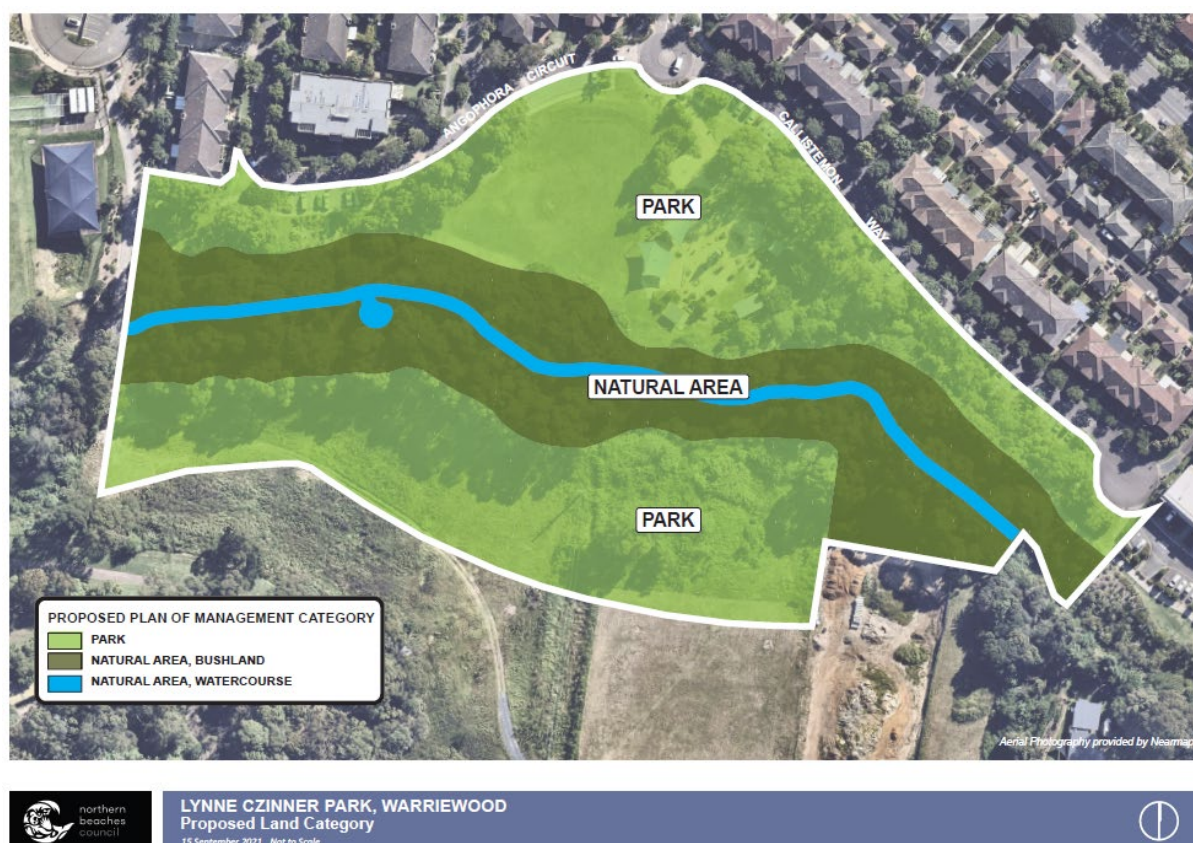 ANGOPHORA CIRCUIT
CALLISTEMON WAY
PARK
NATURAL AREA
PARK
PROPOSED PLAN OF MANAGEMENT CATEGORY
PARK
NATURAL AREA, BUSHLAND
NATURAL AREA, WATERCOURSE
Aerial Photography provided by Nearmap
northern
beaches
council
LYNNE CZINNER PARK, WARRIEWOOD
Proposed Land Category
15 September 2021 Not to Scale